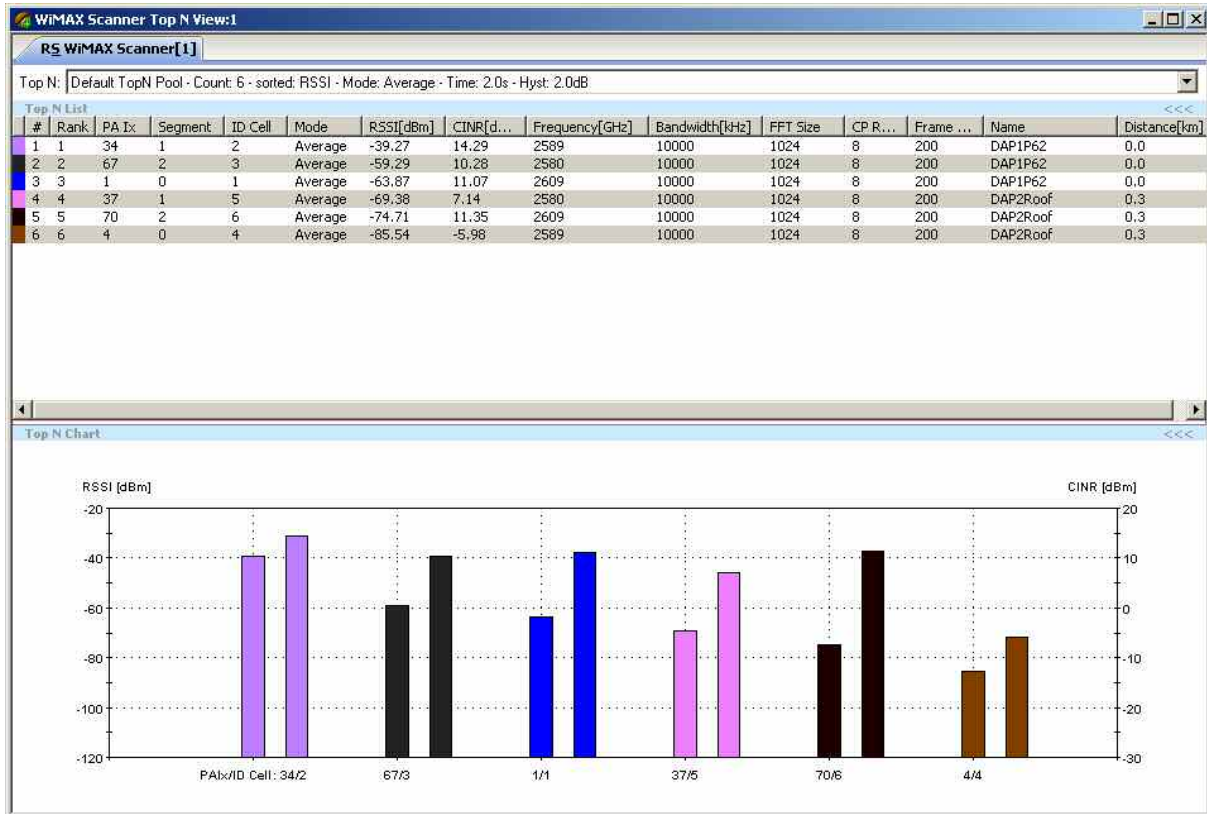 WiMAX Scanner Top N View:1
RS WiMAX Scanner[1]
Top N: Default TopN Pool - Count: 6 - sorted: RSSI - Mode: Average - Time: 2.0s - Hyst: 2.0dB
Top N List <<<
# Rank PA Ix Segment ID Cell Mode RSSI[dBm] CINR[d... Frequency[GHz] Bandwidth[kHz] FFT Size CP R... Frame ... Name Distance[km]
1 1 34 1 2 Average -39.27 14.29 2589 10000 1024 8 200 DAP1P62 0.0
2 2 67 2 3 Average -59.29 10.28 2580 10000 1024 8 200 DAP1P62 0.0
3 3 1 0 1 Average -63.87 11.07 2609 10000 1024 8 200 DAP1P62 0.0
4 4 37 1 5 Average -69.38 7.14 2580 10000 1024 8 200 DAP2Roof 0.3
5 5 70 2 6 Average -74.71 11.35 2609 10000 1024 8 200 DAP2Roof 0.3
6 6 4 0 4 Average -85.54 -5.98 2589 10000 1024 8 200 DAP2Roof 0.3
Top N Chart <<<
RSSI [dBm] CINR [dBm]
-20 20
-40 10
-60 0
-80 -10
-100 -20
-120 -30
PAIx/ID Cell: 34/2 67/3 1/1 37/5 70/6 4/4